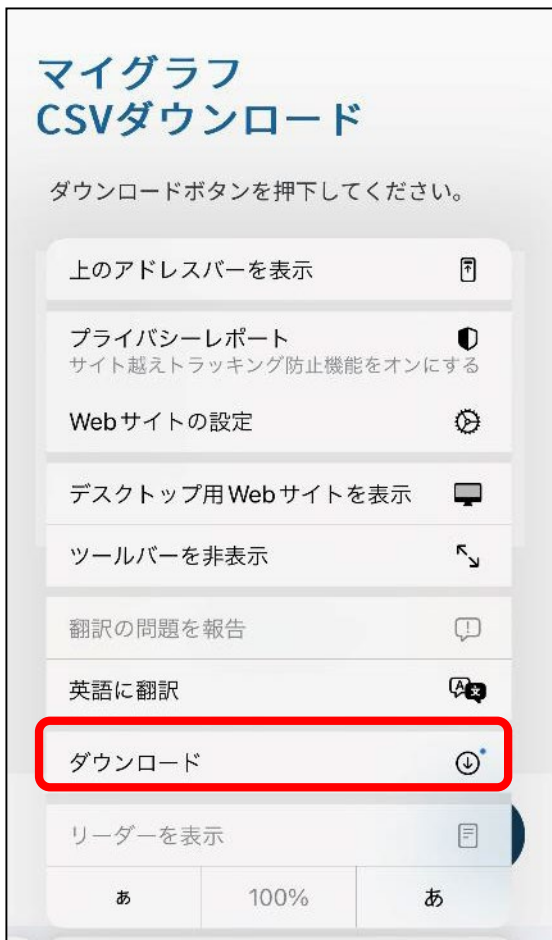 マイグラフ
CSVダウンロード
ダウンロードボタンを押下してください。
上のアドレスバーを表示
プライバシーレポート
サイト越えトラッキング防止機能をオンにする
Webサイトの設定
デスクトップ用Webサイトを表示
ツールバーを非表示
翻訳の問題を報告
英語に翻訳
ダウンロード
リーダーを表示
あ 100% あ